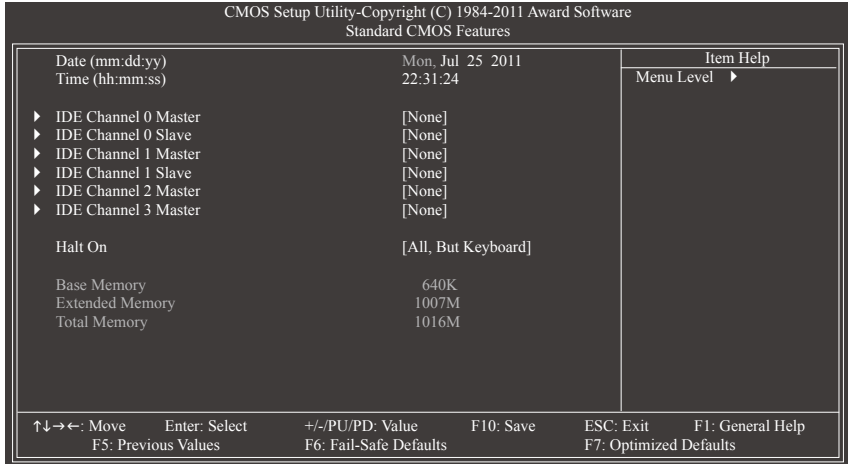 CMOS Setup Utility-Copyright (C) 1984-2011 Award Software
Standard CMOS Features
Date (mm:dd:yy) Mon, Jul 25 2011
Time (hh:mm:ss) 22:31:24
IDE Channel 0 Master [None]
IDE Channel 0 Slave [None]
IDE Channel 1 Master [None]
IDE Channel 1 Slave [None]
IDE Channel 2 Master [None]
IDE Channel 3 Master [None]
Halt On [All, But Keyboard]
Base Memory 640K
Extended Memory 1007M
Total Memory 1016M
Item Help
Menu Level
↑↓→←: Move Enter: Select +/-/PU/PD: Value F10: Save ESC: Exit F1: General Help
F5: Previous Values F6: Fail-Safe Defaults F7: Optimized Defaults